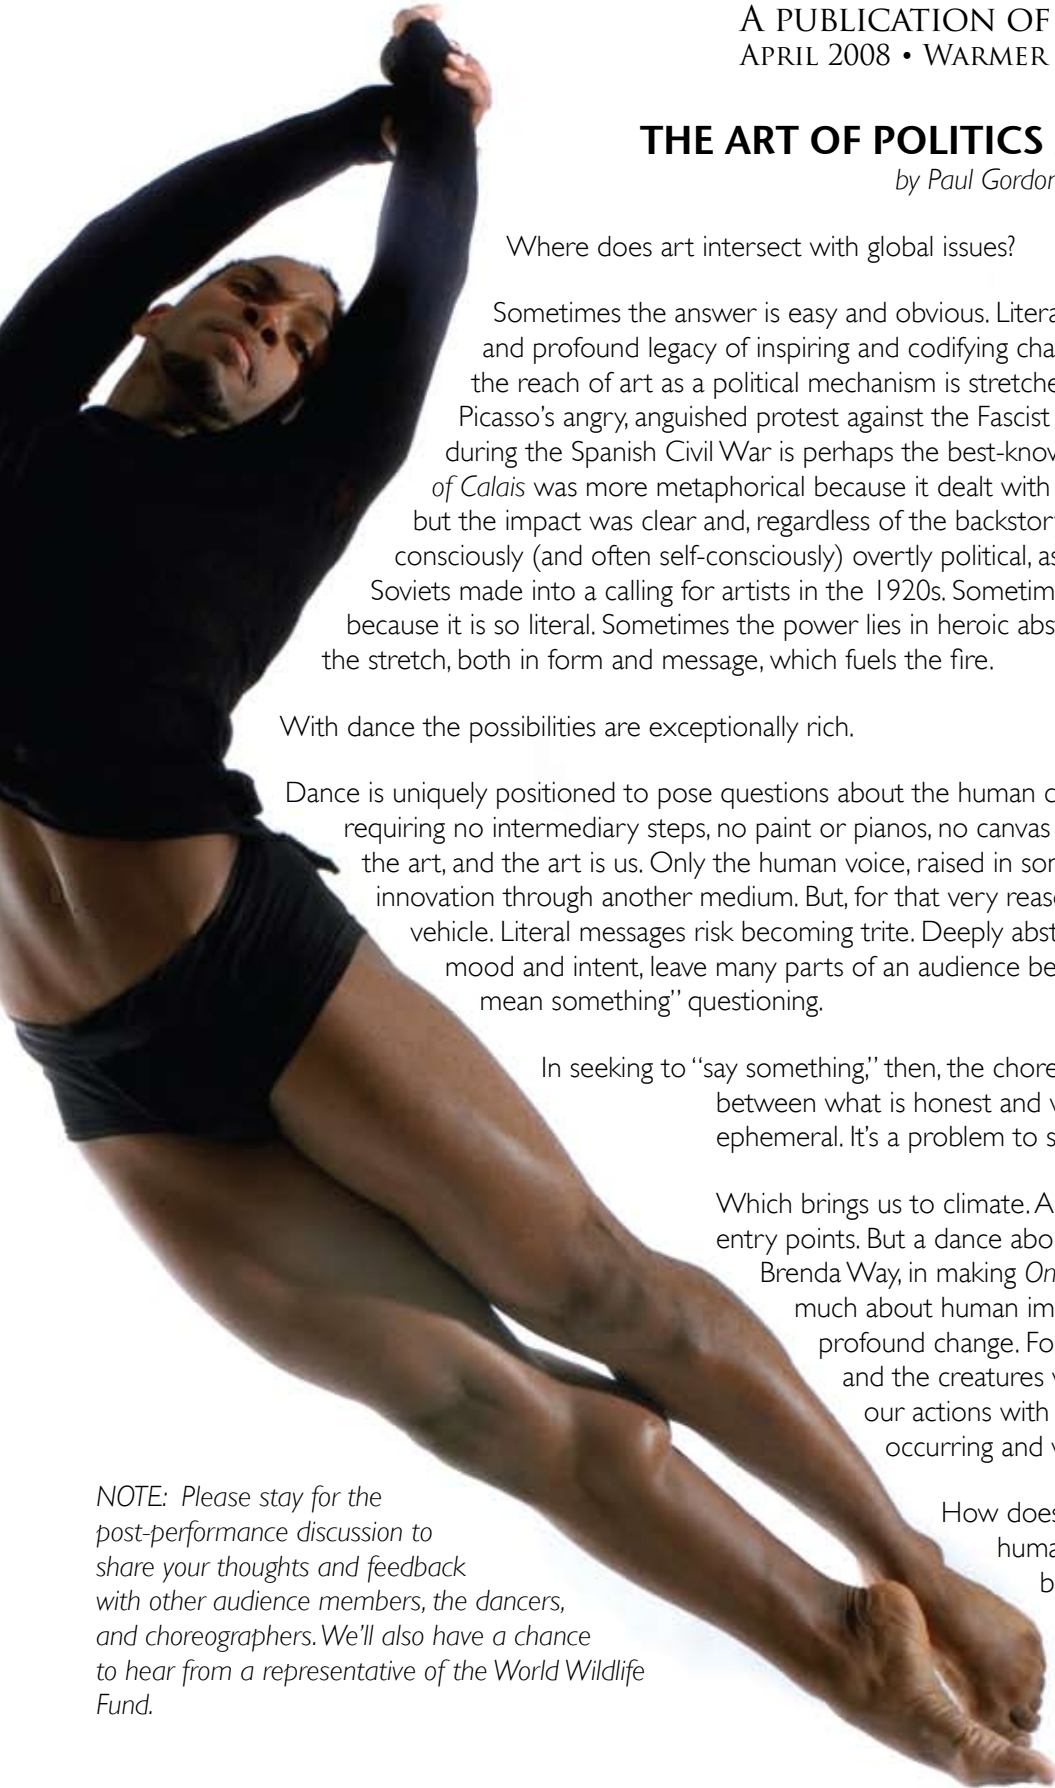 A PUBLICATION OF
APRIL 2008 • WARMER
THE ART OF POLITICS
by Paul Gordon
Where does art intersect with global issues?
Sometimes the answer is easy and obvious. Litera
and profound legacy of inspiring and codifying cha
the reach of art as a political mechanism is stretche
Picasso’s angry, anguished protest against the Fascist
during the Spanish Civil War is perhaps the best-know
of Calais was more metaphorical because it dealt with
but the impact was clear and, regardless of the backstor
consciously (and often self-consciously) overtly political, as
Soviets made into a calling for artists in the 1920s. Sometim
because it is so literal. Sometimes the power lies in heroic abs
the stretch, both in form and message, which fuels the fire.
With dance the possibilities are exceptionally rich.
Dance is uniquely positioned to pose questions about the human c
requiring no intermediary steps, no paint or pianos, no canvas
the art, and the art is us. Only the human voice, raised in son
innovation through another medium. But, for that very reaso
vehicle. Literal messages risk becoming trite. Deeply abst
mood and intent, leave many parts of an audience be
mean something” questioning.
In seeking to “say something,” then, the chore
between what is honest and
ephemeral. It’s a problem to s
Which brings us to climate. A
entry points. But a dance abo
Brenda Way, in making On
much about human im
profound change. Fo
and the creatures
our actions with
occurring and
How does
huma
b
NOTE: Please stay for the
post-performance discussion to
share your thoughts and feedback
with other audience members, the dancers,
and choreographers. We’ll also have a chance
to hear from a representative of the World Wildlife
Fund.